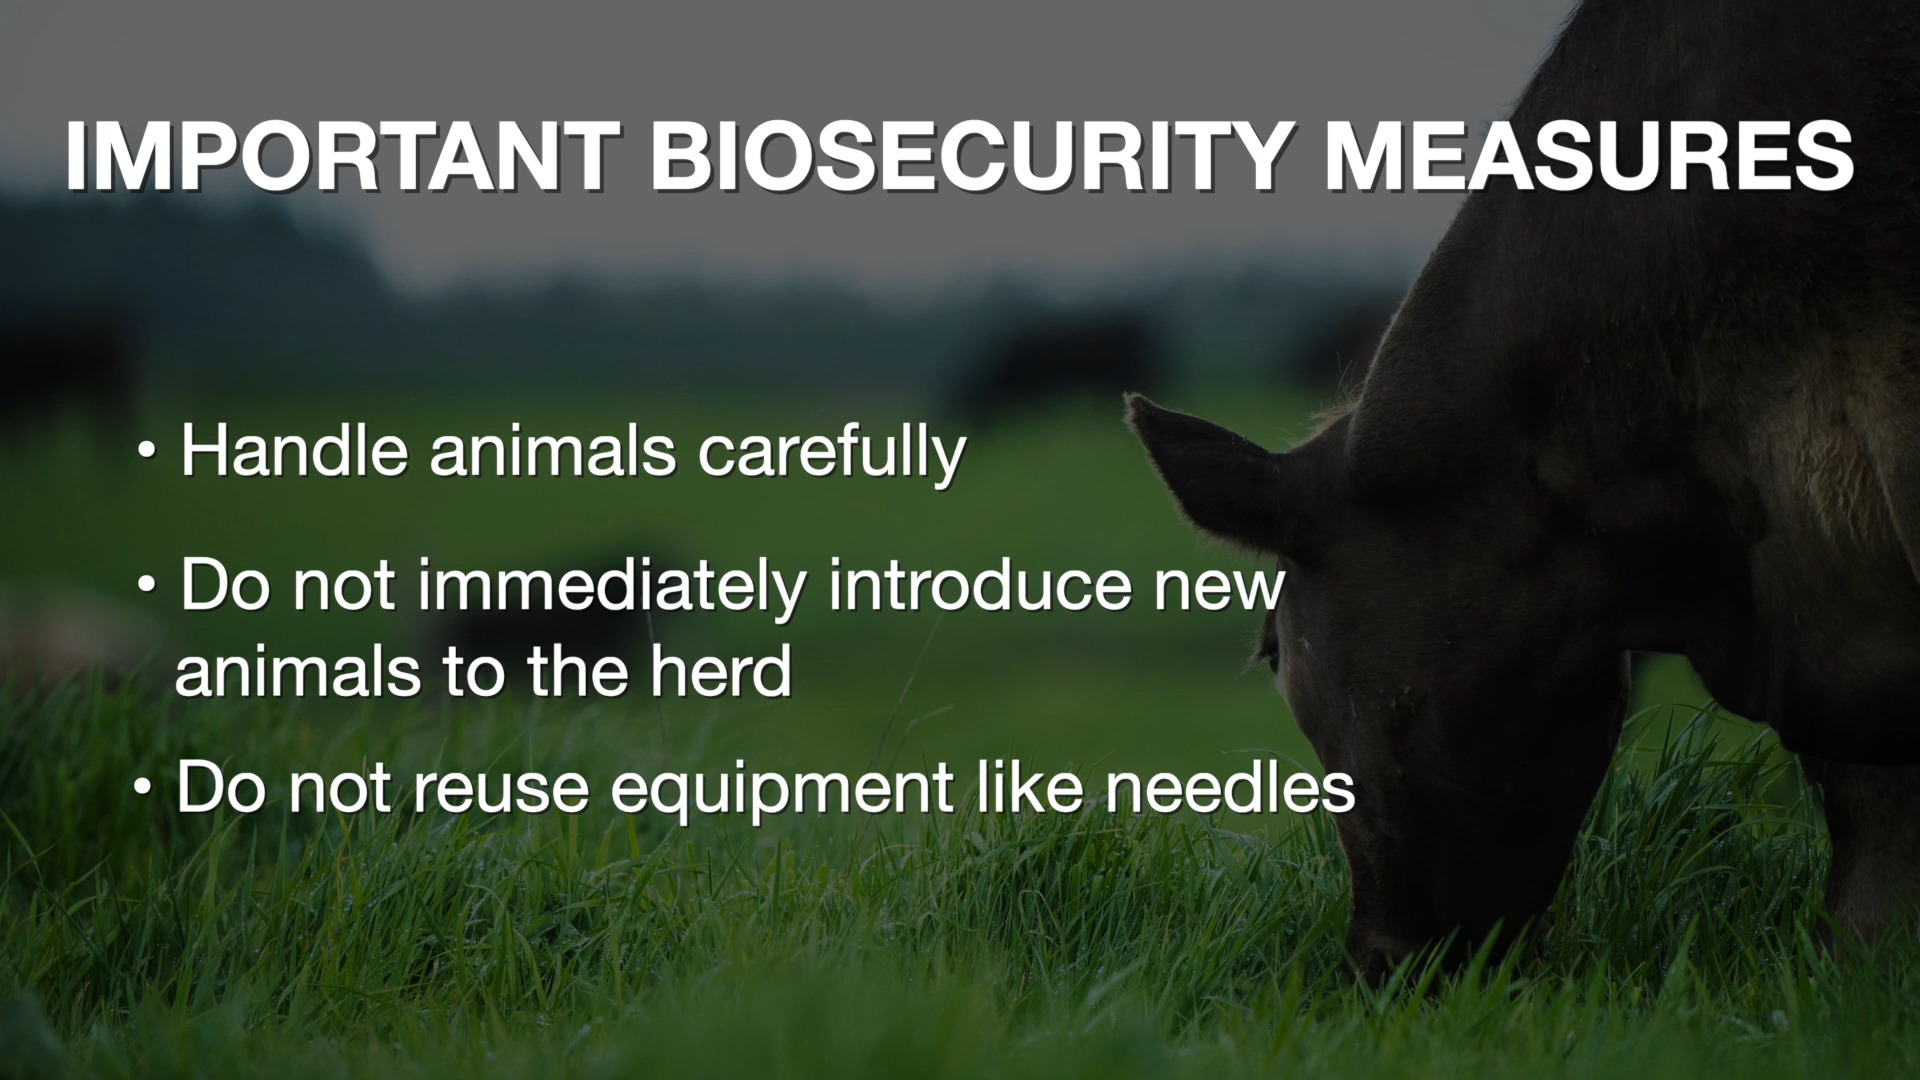 IMPORTANT BIOSECURITY MEASURES
• Handle animals carefully
• Do not immediately introduce new
animals to the herd
• Do not reuse equipment like needles